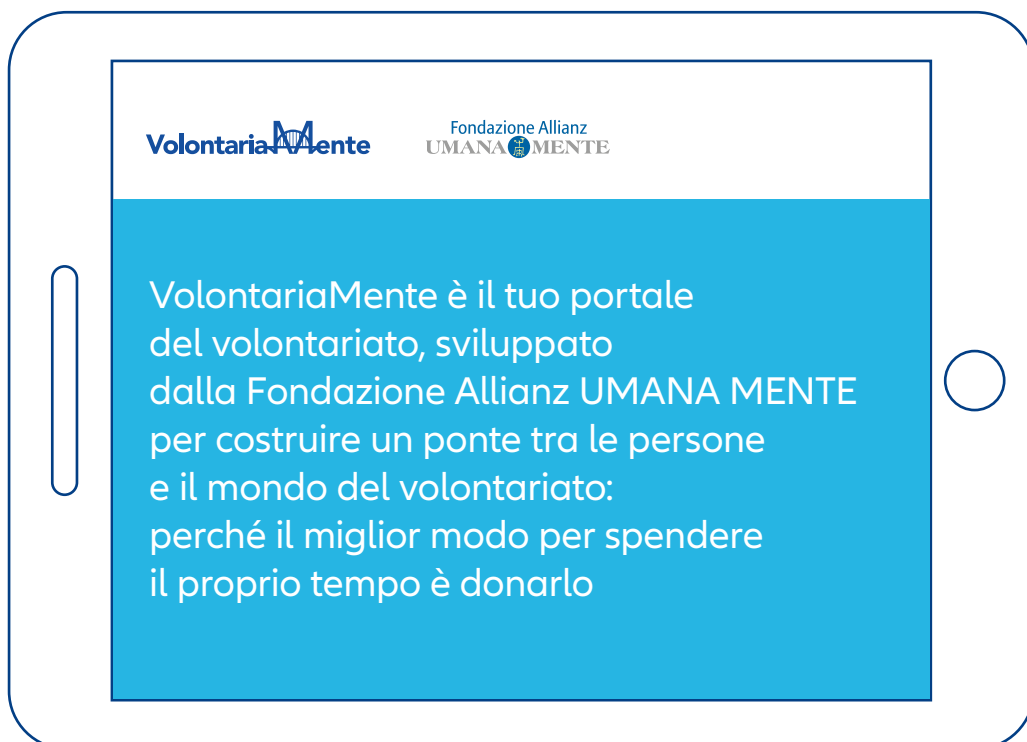 VolontariaMente
Fondazione Allianz
UMANA MENTE
VolontariaMente è il tuo portale
del volontariato, sviluppato
dalla Fondazione Allianz UMANA MENTE
per costruire un ponte tra le persone
e il mondo del volontariato:
perché il miglior modo per spendere
il proprio tempo è donarlo